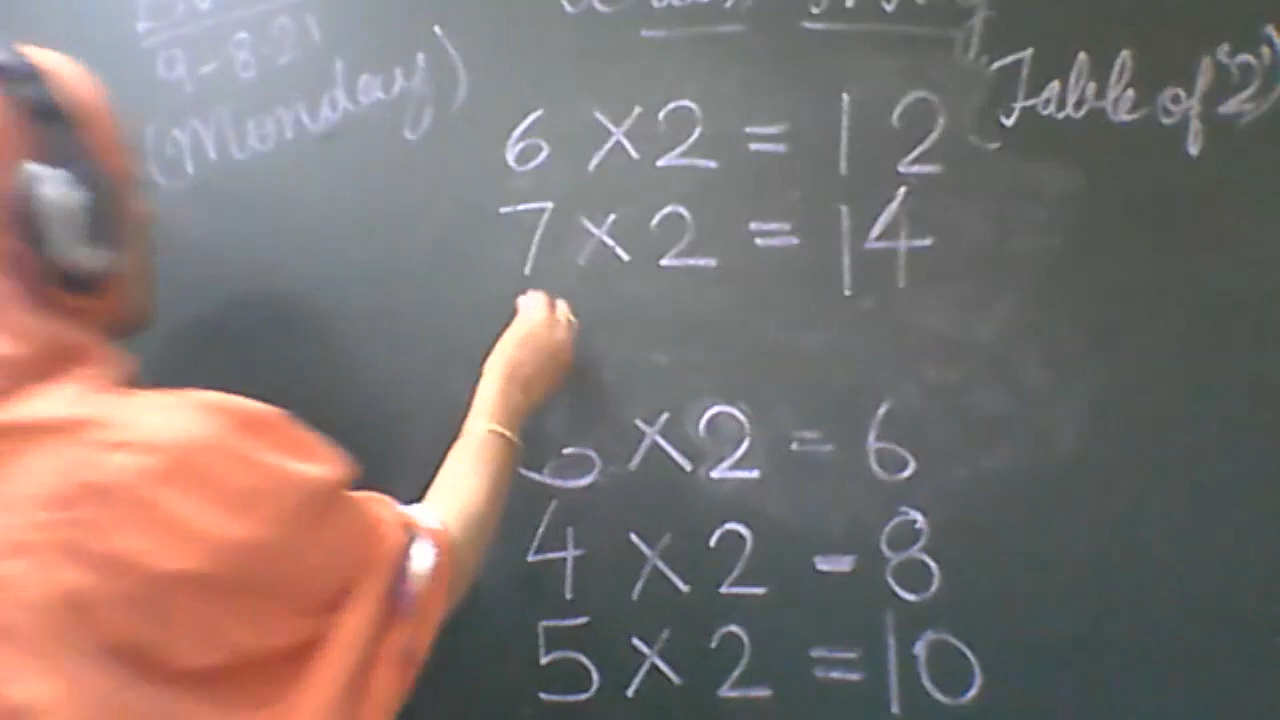 9-8-21
(Monday)
(Table of '2')
6 × 2 = 12
7 × 2 = 14
× 2 = 6
4 × 2 - 8
5 × 2 = 10